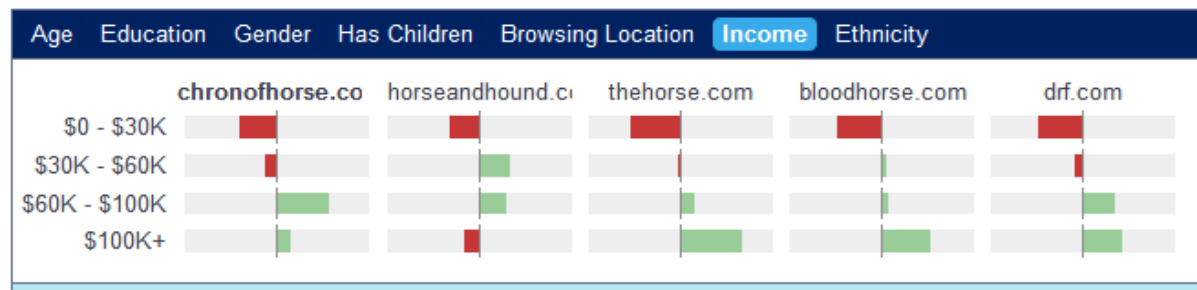 Age Education Gender Has Children Browsing Location Income Ethnicity
chronofhorse.co horseandhound.c thehorse.com bloodhorse.com drf.com
$0 - $30K
$30K - $60K
$60K - $100K
$100K+